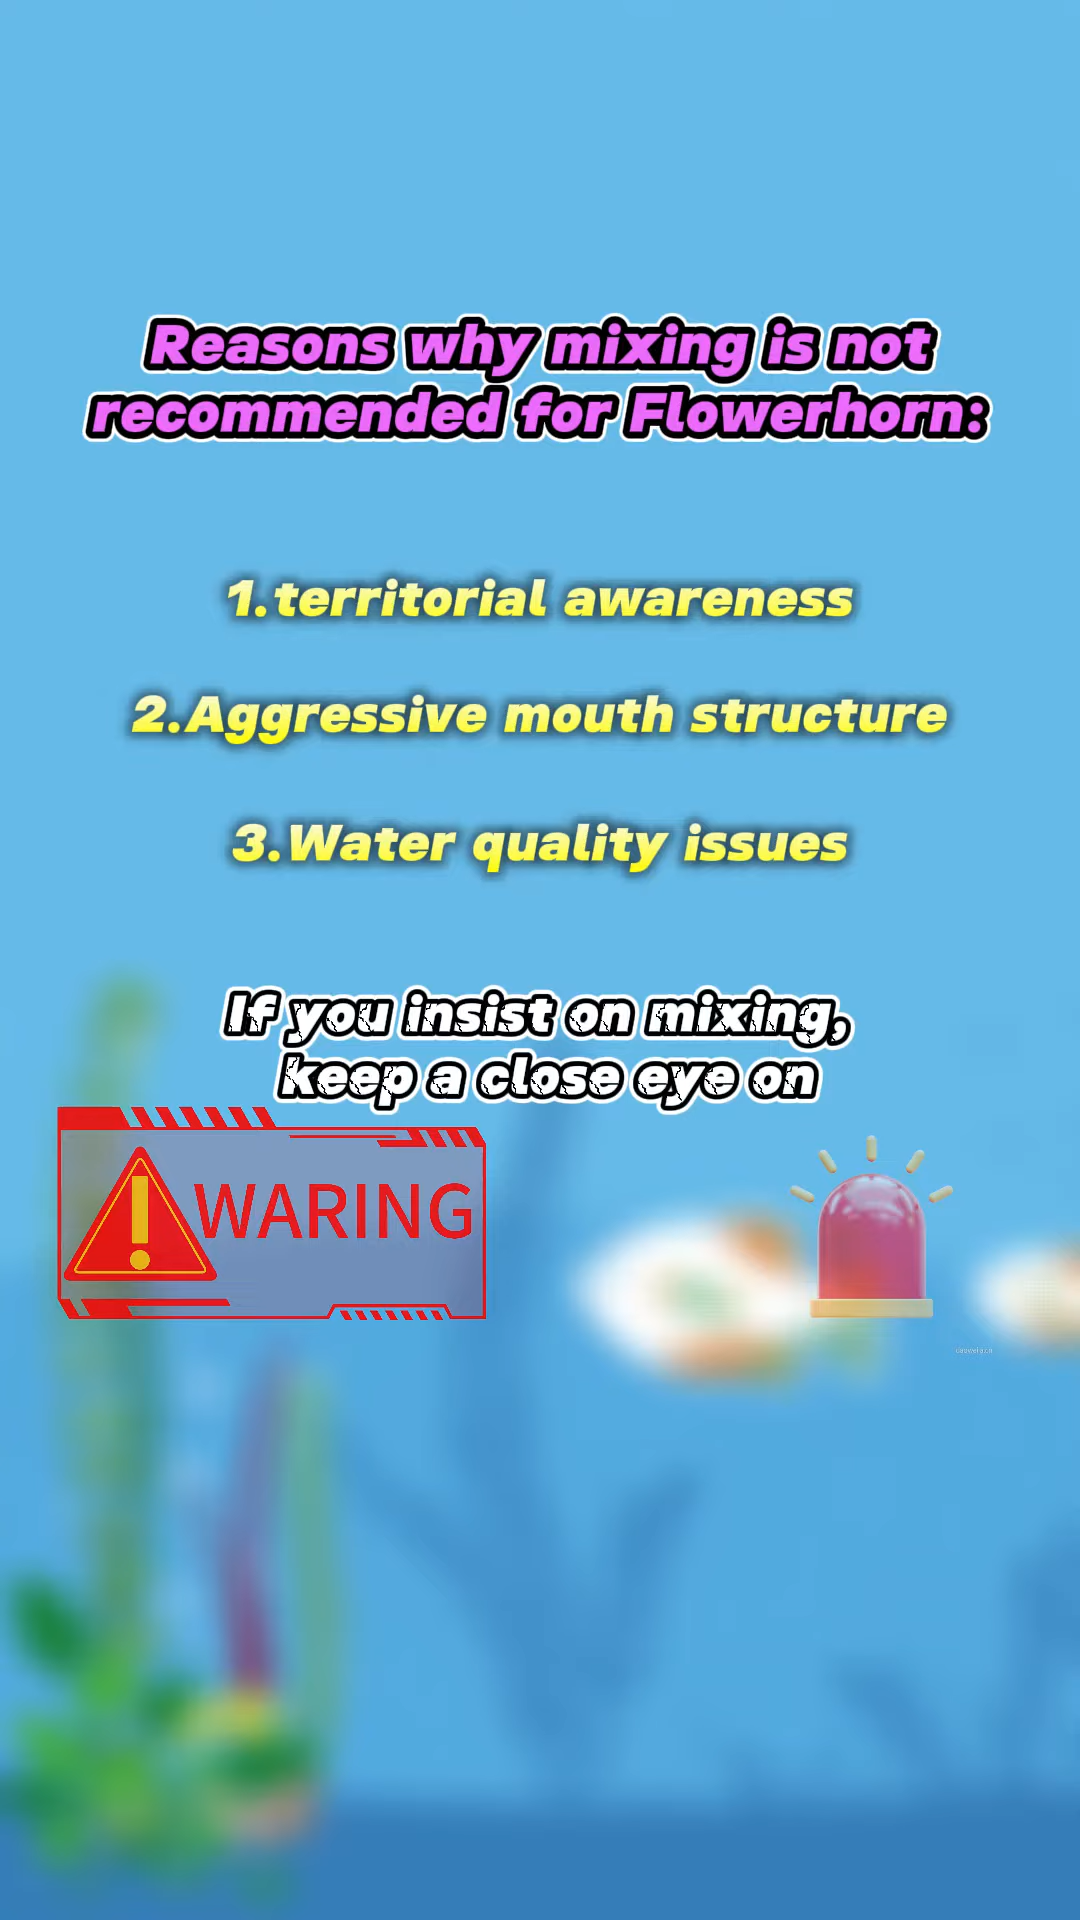 Reasons why mixing is not
recommended for Flowerhorn:
1.territorial awareness
2.Aggressive mouth structure
3.Water quality issues
If you insist on mixing,
keep a close eye on
WARING